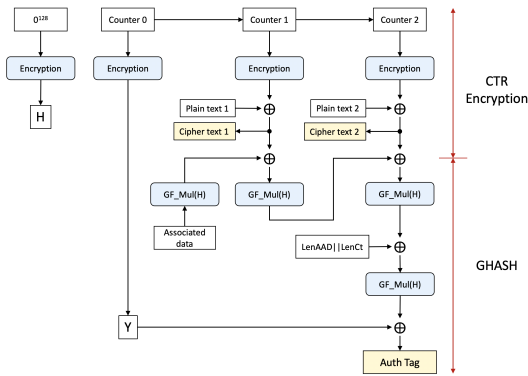 0¹²⁸
Counter 0
Counter 1
Counter 2
Encryption
Encryption
Encryption
Encryption
CTR
Encryption
H
Plain text 1
Plain text 2
Cipher text 1
Cipher text 2
GF_Mul(H)
GF_Mul(H)
GF_Mul(H)
Associated
data
LenAAD||LenCt
GHASH
GF_Mul(H)
Y
Auth Tag